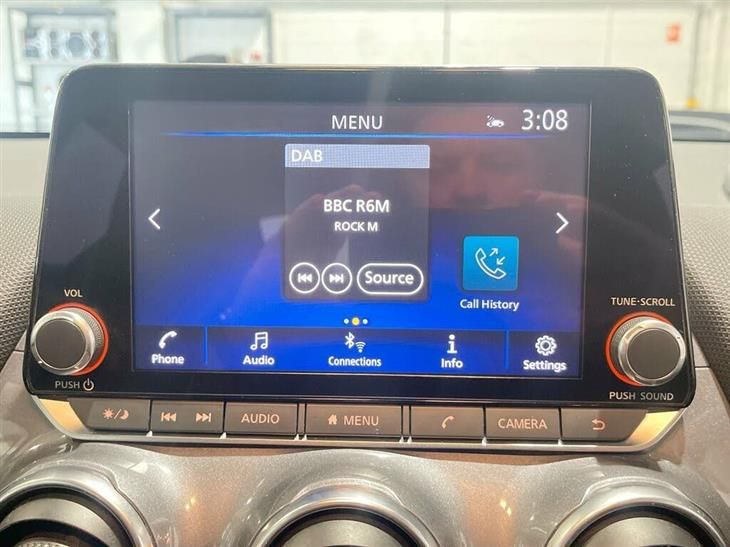 MENU
3:08
DAB
BBC R6M
ROCK M
Source
Call History
VOL
TUNE·SCROLL
Phone
Audio
Connections
Info
Settings
PUSH
PUSH SOUND
AUDIO
MENU
CAMERA